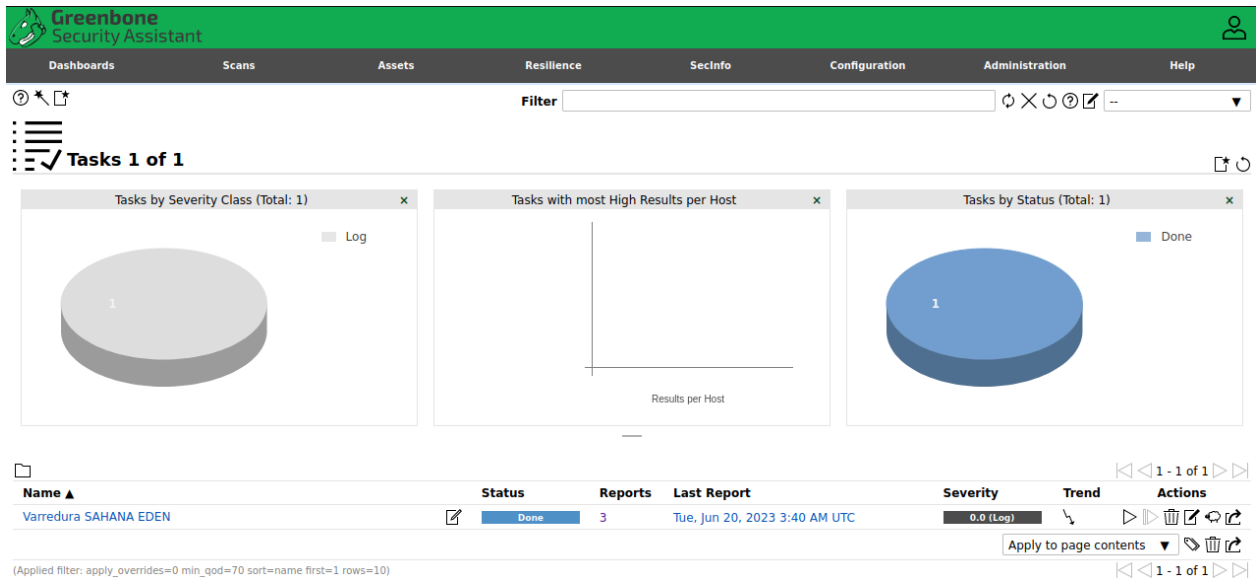 Greenbone
Security Assistant
Dashboards Scans Assets Resilience SecInfo Configuration Administration Help
Filter --
Tasks 1 of 1
Tasks by Severity Class (Total: 1) × Tasks with most High Results per Host × Tasks by Status (Total: 1) ×
Log Done
1 1
Results per Host
1 - 1 of 1
Name ▲ Status Reports Last Report Severity Trend Actions
Varredura SAHANA EDEN Done 3 Tue, Jun 20, 2023 3:40 AM UTC 0.0 (Log)
Apply to page contents ▼
(Applied filter: apply_overrides=0 min_qod=70 sort=name first=1 rows=10) 1 - 1 of 1